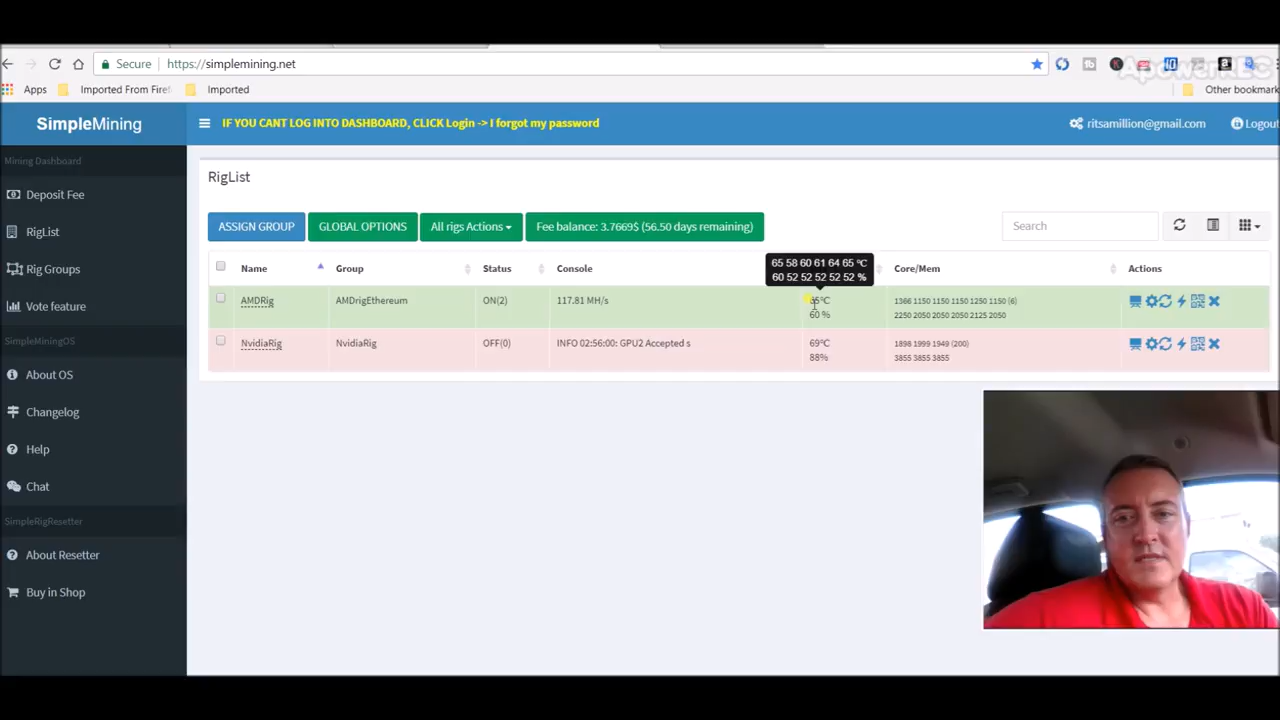 Secure https://simplemining.net
ApowerREC
Apps Imported From Firef Imported Other bookmark
SimpleMining
IF YOU CANT LOG INTO DASHBOARD, CLICK Login -> I forgot my password
ritsamillion@gmail.com
Logout
Mining Dashboard
Deposit Fee
RigList
Rig Groups
Vote feature
SimpleMiningOS
About OS
Changelog
Help
Chat
SimpleRigResetter
About Resetter
Buy in Shop
RigList
ASSIGN GROUP GLOBAL OPTIONS All rigs Actions Fee balance: 3.7669$ (56.50 days remaining) Search
65 58 60 61 64 65 °C
60 52 52 52 52 52 %
Name Group Status Console Core/Mem Actions
AMDRig AMDrigEthereum ON(2) 117.81 MH/s 65°C 1366 1150 1150 1150 1250 1150 (6)
60 % 2250 2050 2050 2050 2125 2050
NvidiaRig NvidiaRig OFF(0) INFO 02:56:00: GPU2 Accepted s 69°C 1898 1999 1949 (200)
88% 3855 3855 3855